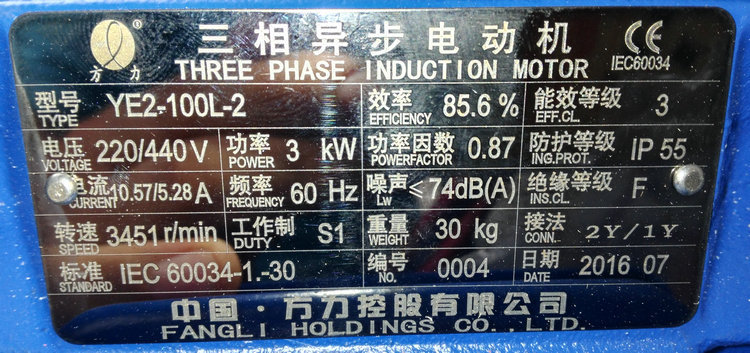 方力 ® 三相异步电动机 CE
THREE PHASE INDUCTION MOTOR IEC60034
型号 TYPE YE2-100L-2 效率 EFFICIENCY 85.6 % 能效等级 EFF.CL. 3
电压 VOLTAGE 220/440 V 功率 POWER 3 kW 功率因数 POWERFACTOR 0.87 防护等级 ING.PROT. IP 55
电流 CURRENT 10.57/5.28 A 频率 FREQUENCY 60 Hz 噪声 Lw ≤74dB(A) 绝缘等级 INS.CL. F
转速 SPEED 3451 r/min 工作制 DUTY S1 重量 WEIGHT 30 kg 接法 CONN. 2Y/1Y
标准 STANDARD IEC 60034-1.-30 编号 NO. 0004 日期 DATE 2016 07
中国·方力控股有限公司
FANGLI HOLDINGS CO.,LTD.